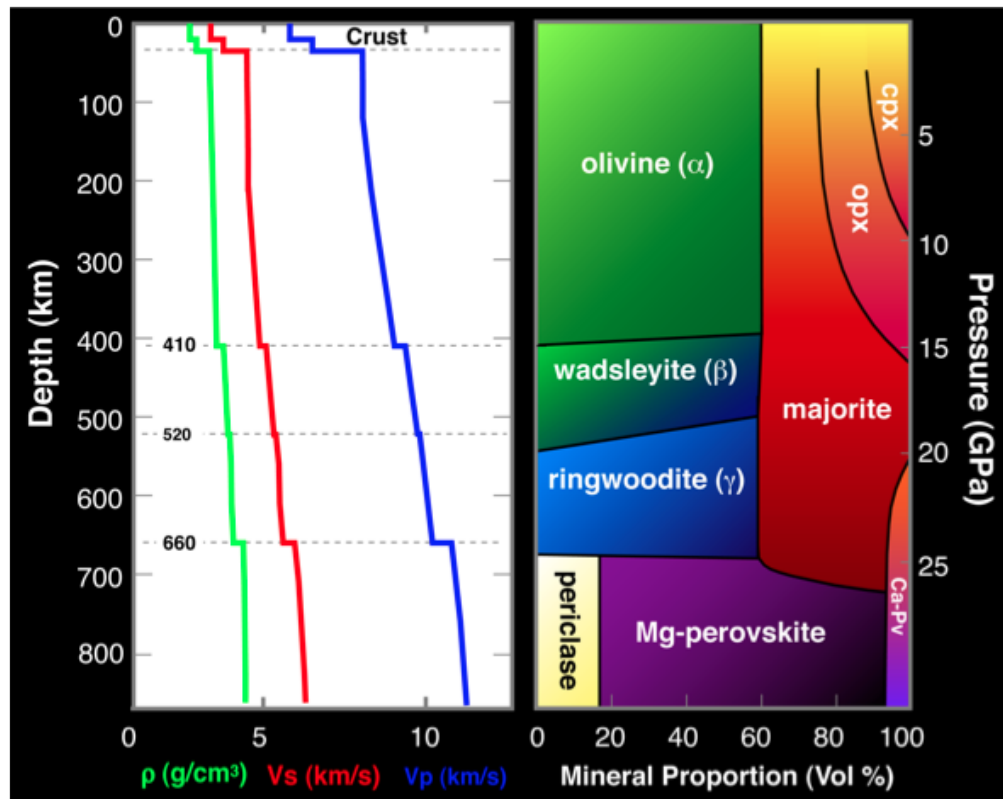 0
100
200
300
400
500
600
700
800
410
520
660
Depth (km)
Crust
0
5
10
ρ (g/cm³)
Vs (km/s)
Vp (km/s)
olivine (α)
wadsleyite (β)
ringwoodite (γ)
periclase
Mg-perovskite
majorite
opx
cpx
Ca-Pv
5
10
15
20
25
Pressure (GPa)
0
20
40
60
80
100
Mineral Proportion (Vol %)